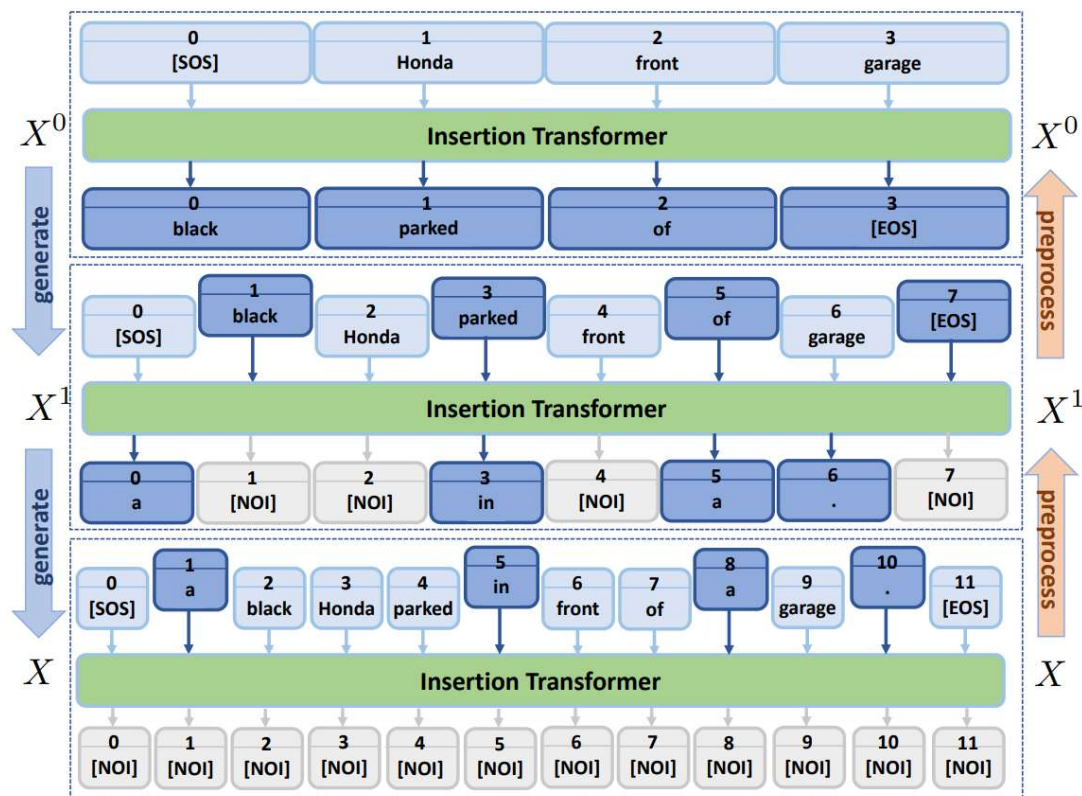 0 1 2 3
[SOS] Honda front garage
X^0 Insertion Transformer X^0
0 1 2 3
black parked of [EOS]
generate
preprocess
0 1 2 3 4 5 6 7
[SOS] black Honda parked front of garage [EOS]
X^1 Insertion Transformer X^1
0 1 2 3 4 5 6 7
a [NOI] [NOI] in [NOI] a . [NOI]
generate
preprocess
0 1 2 3 4 5 6 7 8 9 10 11
[SOS] a black Honda parked in front of a garage . [EOS]
X Insertion Transformer X
0 1 2 3 4 5 6 7 8 9 10 11
[NOI] [NOI] [NOI] [NOI] [NOI] [NOI] [NOI] [NOI] [NOI] [NOI] [NOI] [NOI]